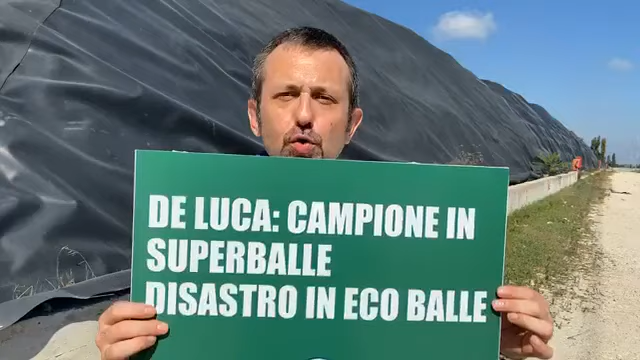 DE LUCA: CAMPIONE IN
SUPERBALLE
DISASTRO IN ECO BALLE